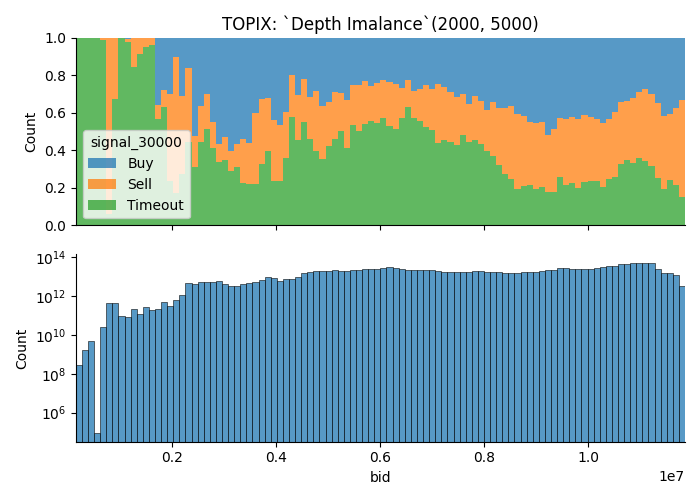 TOPIX: `Depth Imalance`(2000, 5000)
1.0
0.8
0.6
0.4
0.2
0.0
Count
signal_30000
Buy
Sell
Timeout
10^14
10^12
10^10
10^8
10^6
Count
0.2
0.4
0.6
0.8
1.0
1e7
bid